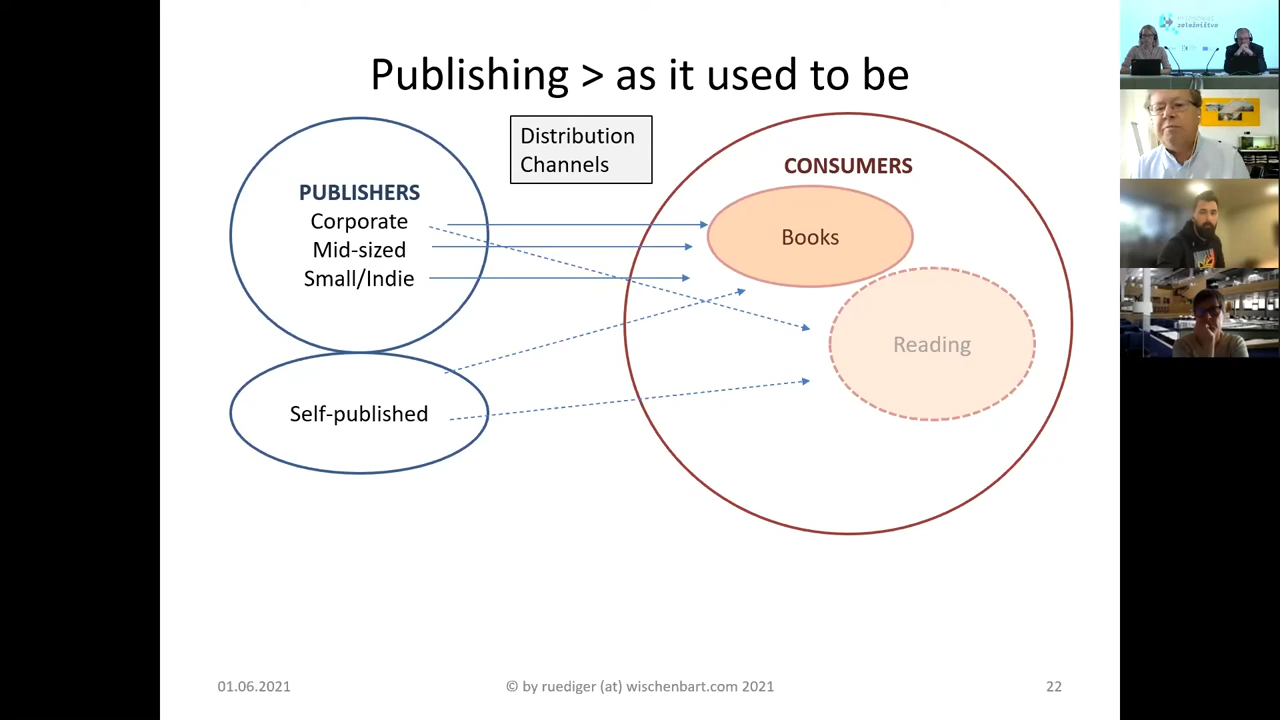 Publishing > as it used to be
Distribution
Channels
PUBLISHERS
Corporate
Mid-sized
Small/Indie
Self-published
CONSUMERS
Books
Reading
01.06.2021
© by ruediger (at) wischenbart.com 2021
22
založništva